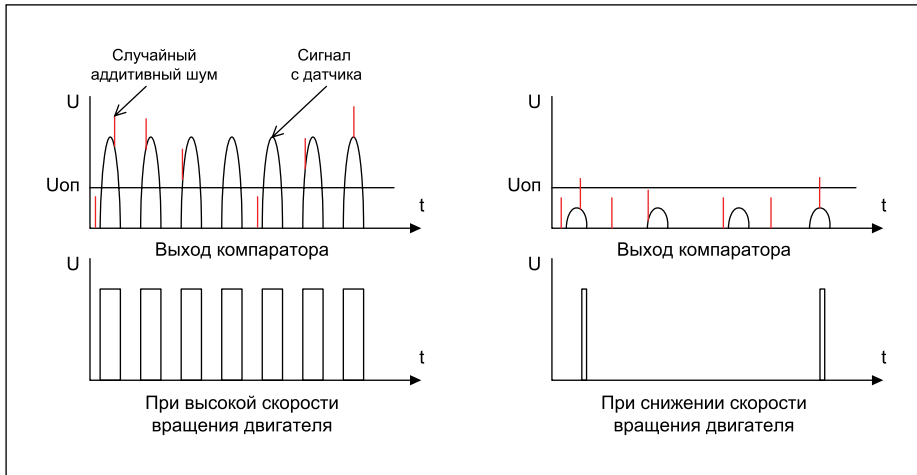 Случайный
аддитивный шум
Сигнал
с датчика
U
Uоп
t
Выход компаратора
U
t
При высокой скорости
вращения двигателя
U
Uоп
t
Выход компаратора
U
t
При снижении скорости
вращения двигателя